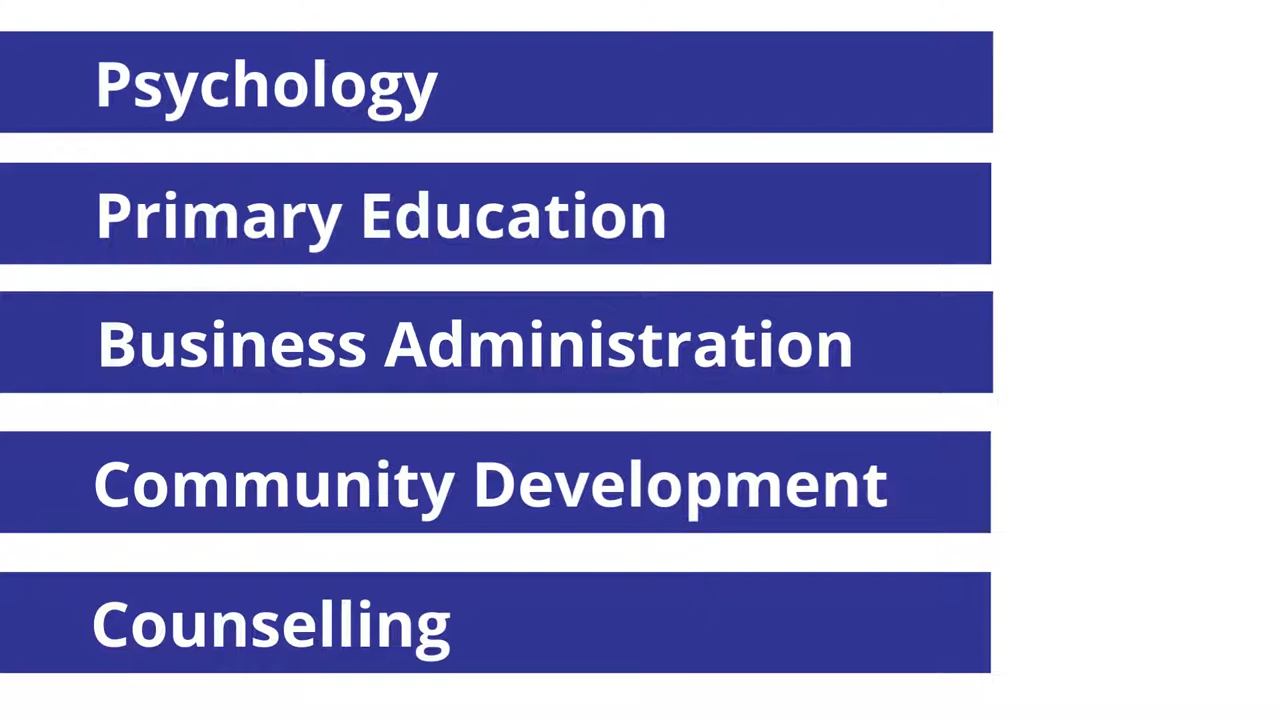 Psychology
Primary Education
Business Administration
Community Development
Counselling